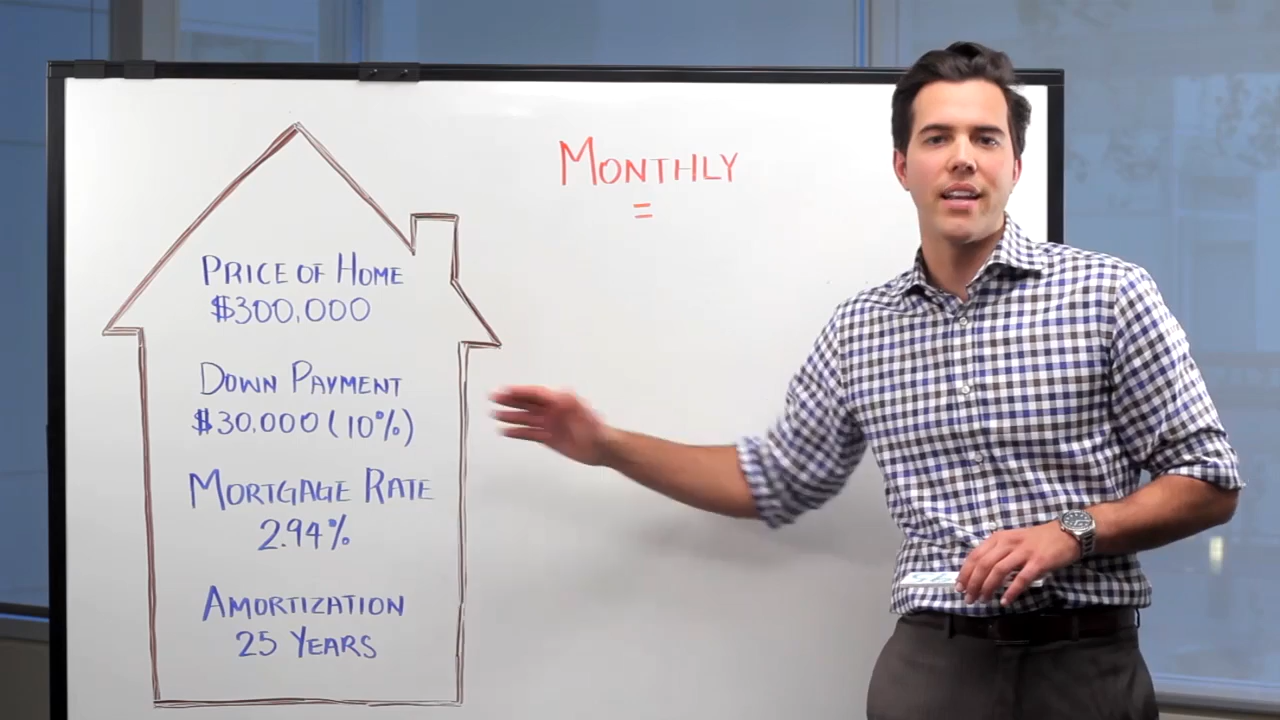 MONTHLY
=
PRICE OF HOME
$300,000
DOWN PAYMENT
$30,000 (10%)
MORTGAGE RATE
2.94%
AMORTIZATION
25 YEARS